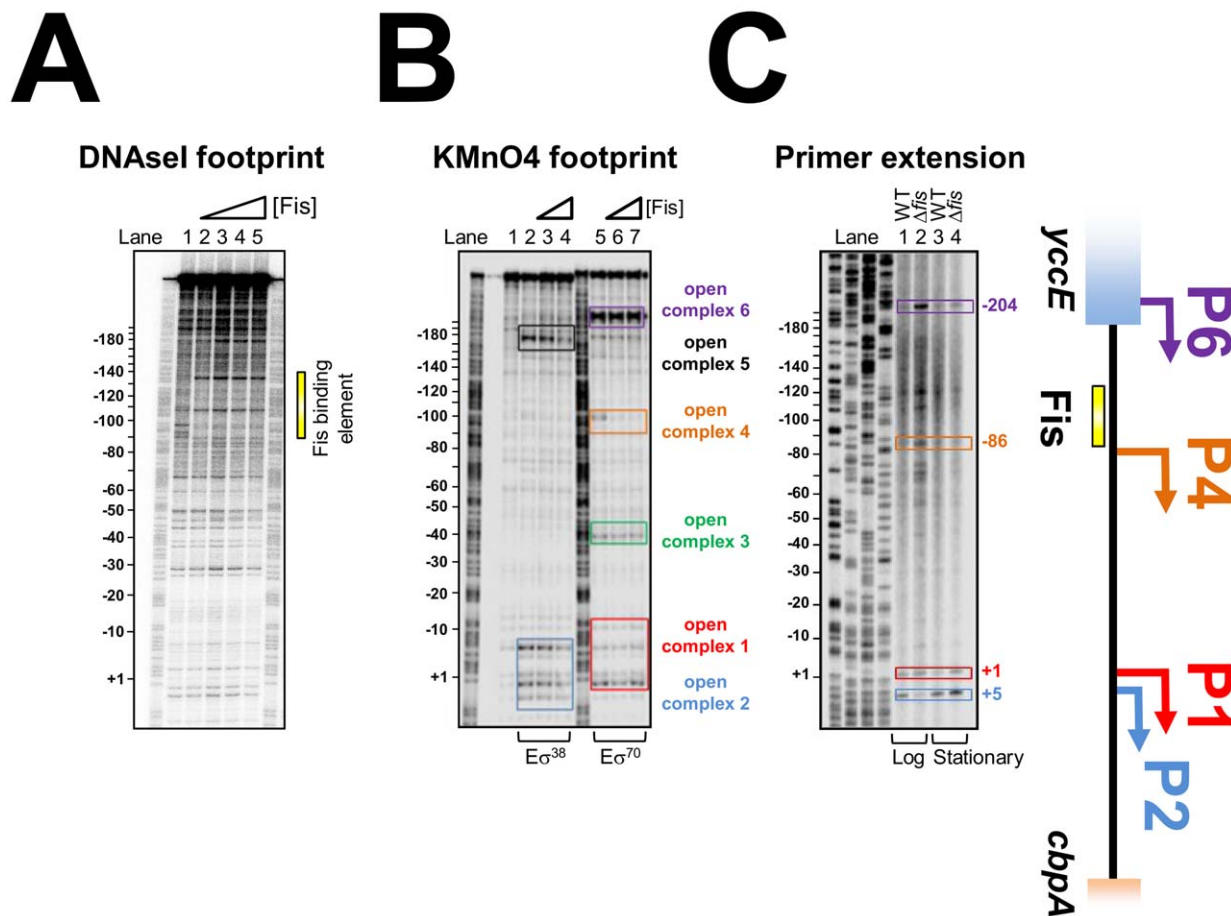 A
B
C
DNAseI footprint
KMnO4 footprint
Primer extension
[Fis]
Lane 1 2 3 4 5
-180
-140
-120
-100
-80
-60
-50
-40
-30
-20
-10
+1
Fis binding
element
[Fis]
Lane 1 2 3 4 5 6 7
-180
-140
-120
-100
-80
-60
-50
-40
-30
-20
-10
+1
Eσ38
Eσ70
open
complex 6
open
complex 5
open
complex 4
open
complex 3
open
complex 1
open
complex 2
WT
Δfis
WT
Δfis
Lane 1 2 3 4
-180
-140
-120
-100
-80
-60
-50
-40
-30
-20
-10
+1
-204
-86
+1
+5
Log Stationary
yccE
P6
Fis
P4
P1
P2
cbpA